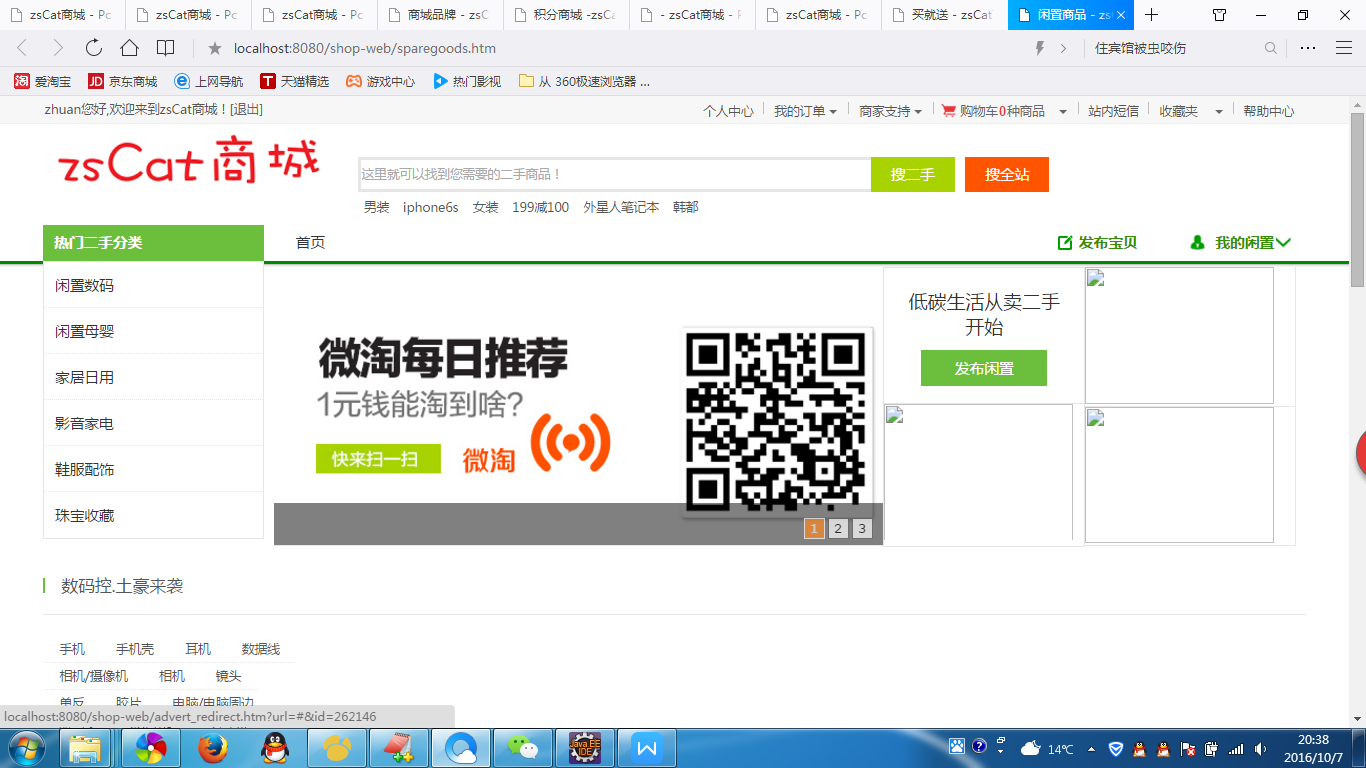 zsCat商城 - Pc zsCat商城 - Pc zsCat商城 - Pc 商城品牌 - zsC 积分商城 -zsCa - zsCat商城 - P zsCat商城 - Pc 买就送 - zsCat 闲置商品 - zs
localhost:8080/shop-web/sparegoods.htm 住宾馆被虫咬伤
淘 爱淘宝 JD 京东商城 上网导航 T 天猫精选 游戏中心 热门影视 从 360极速浏览器 ...
zhuan您好,欢迎来到zsCat商城！[退出] 个人中心 我的订单 商家支持 购物车0种商品 站内短信 收藏夹 帮助中心
zsCat商城
这里就可以找到您需要的二手商品！ 搜二手 搜全站
男装 iphone6s 女装 199减100 外星人笔记本 韩都
热门二手分类 首页 发布宝贝 我的闲置
闲置数码
闲置母婴
家居日用
影音家电
鞋服配饰
珠宝收藏
微淘每日推荐
1元钱能淘到啥?
快来扫一扫 微淘
1 2 3
低碳生活从卖二手
开始
发布闲置
数码控.土豪来袭
手机 手机壳 耳机 数据线
相机/摄像机 相机 镜头
单反 胶片 电脑/电脑周边
localhost:8080/shop-web/advert_redirect.htm?url=#&id=262146
Java EE
IDE
14℃
20:38
2016/10/7